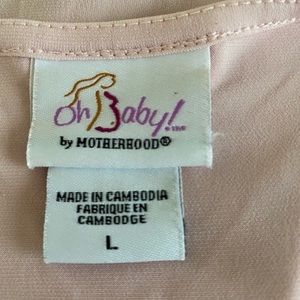 Oh Baby!
by MOTHERHOOD®
MADE IN CAMBODIA
FABRIQUE EN
CAMBODGE
L